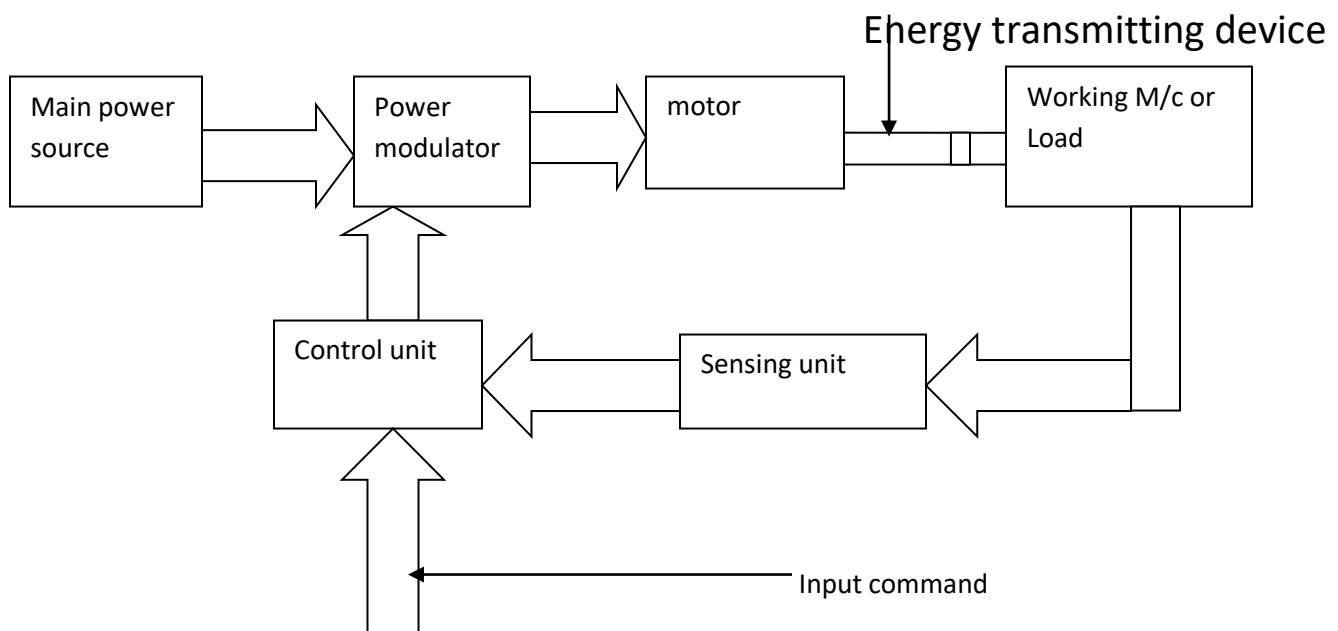 Energy transmitting device
Main power
source
Power
modulator
motor
Working M/c or
Load
Control unit
Sensing unit
Input command